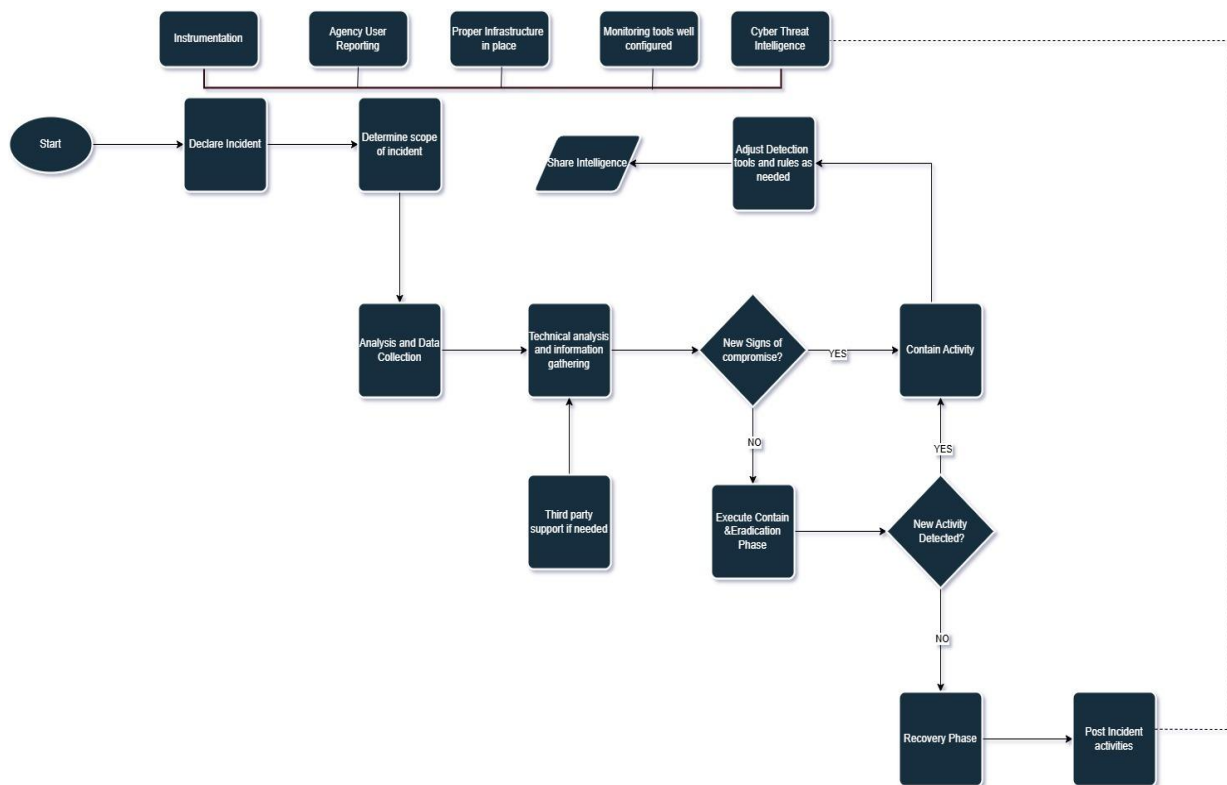 Instrumentation
Agency User
Reporting
Proper Infrastructure
in place
Monitoring tools well
configured
Cyber Threat
Intelligence
Start
Declare Incident
Determine scope
of incident
Share Intelligence
Adjust Detection
tools and rules as
needed
Analysis and Data
Collection
Technical analysis
and information
gathering
New Signs of
compromise?
YES
Contain Activity
NO
YES
Third party
support if needed
Execute Contain
&Eradication
Phase
New Activity
Detected?
NO
Recovery Phase
Post Incident
activities